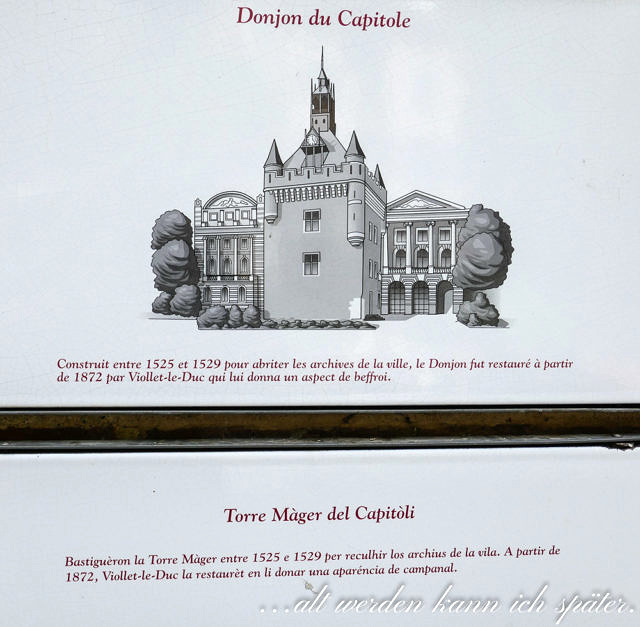 Donjon du Capitole
Construit entre 1525 et 1529 pour abriter les archives de la ville, le Donjon fut restauré à partir
de 1872 par Viollet-le-Duc qui lui donna un aspect de beffroi.
Torre Màger del Capitòli
Bastiguèron la Torre Màger entre 1525 e 1529 per reculhir los archius de la vila. A partir de
1872, Viollet-le-Duc la restaurèt en li donar una aparéncia de campanal.
...alt werden kann ich später.